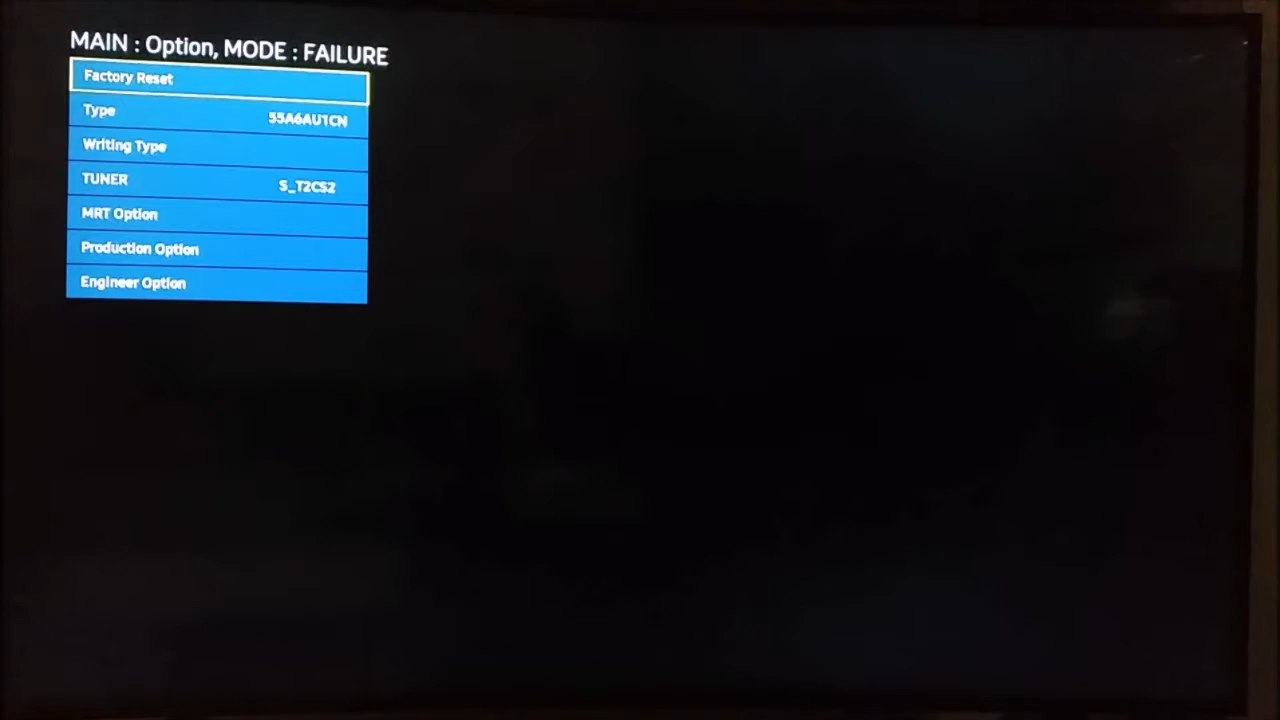 MAIN : Option, MODE : FAILURE
Factory Reset
Type 55A6AU1CN
Writing Type
TUNER S_T2CS2
MRT Option
Production Option
Engineer Option